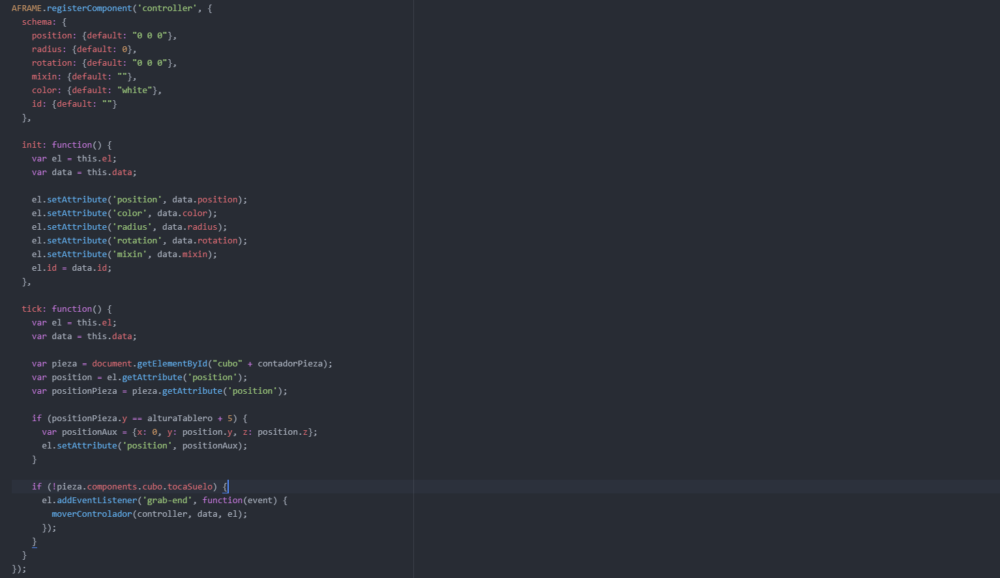 AFRAME.registerComponent('controller', {
  schema: {
    position: {default: "0 0 0"},
    radius: {default: 0},
    rotation: {default: "0 0 0"},
    mixin: {default: ""},
    color: {default: "white"},
    id: {default: ""}
  },

  init: function() {
    var el = this.el;
    var data = this.data;

    el.setAttribute('position', data.position);
    el.setAttribute('color', data.color);
    el.setAttribute('radius', data.radius);
    el.setAttribute('rotation', data.rotation);
    el.setAttribute('mixin', data.mixin);
    el.id = data.id;
  },

  tick: function() {
    var el = this.el;
    var data = this.data;

    var pieza = document.getElementById("cubo" + contadorPieza);
    var position = el.getAttribute('position');
    var positionPieza = pieza.getAttribute('position');

    if (positionPieza.y == alturaTablero + 5) {
      var positionAux = {x: 0, y: position.y, z: position.z};
      el.setAttribute('position', positionAux);
    }

    if (!pieza.components.cubo.tocaSuelo) {
      el.addEventListener('grab-end', function(event) {
        moverControlador(controller, data, el);
      });
    }
  }
});